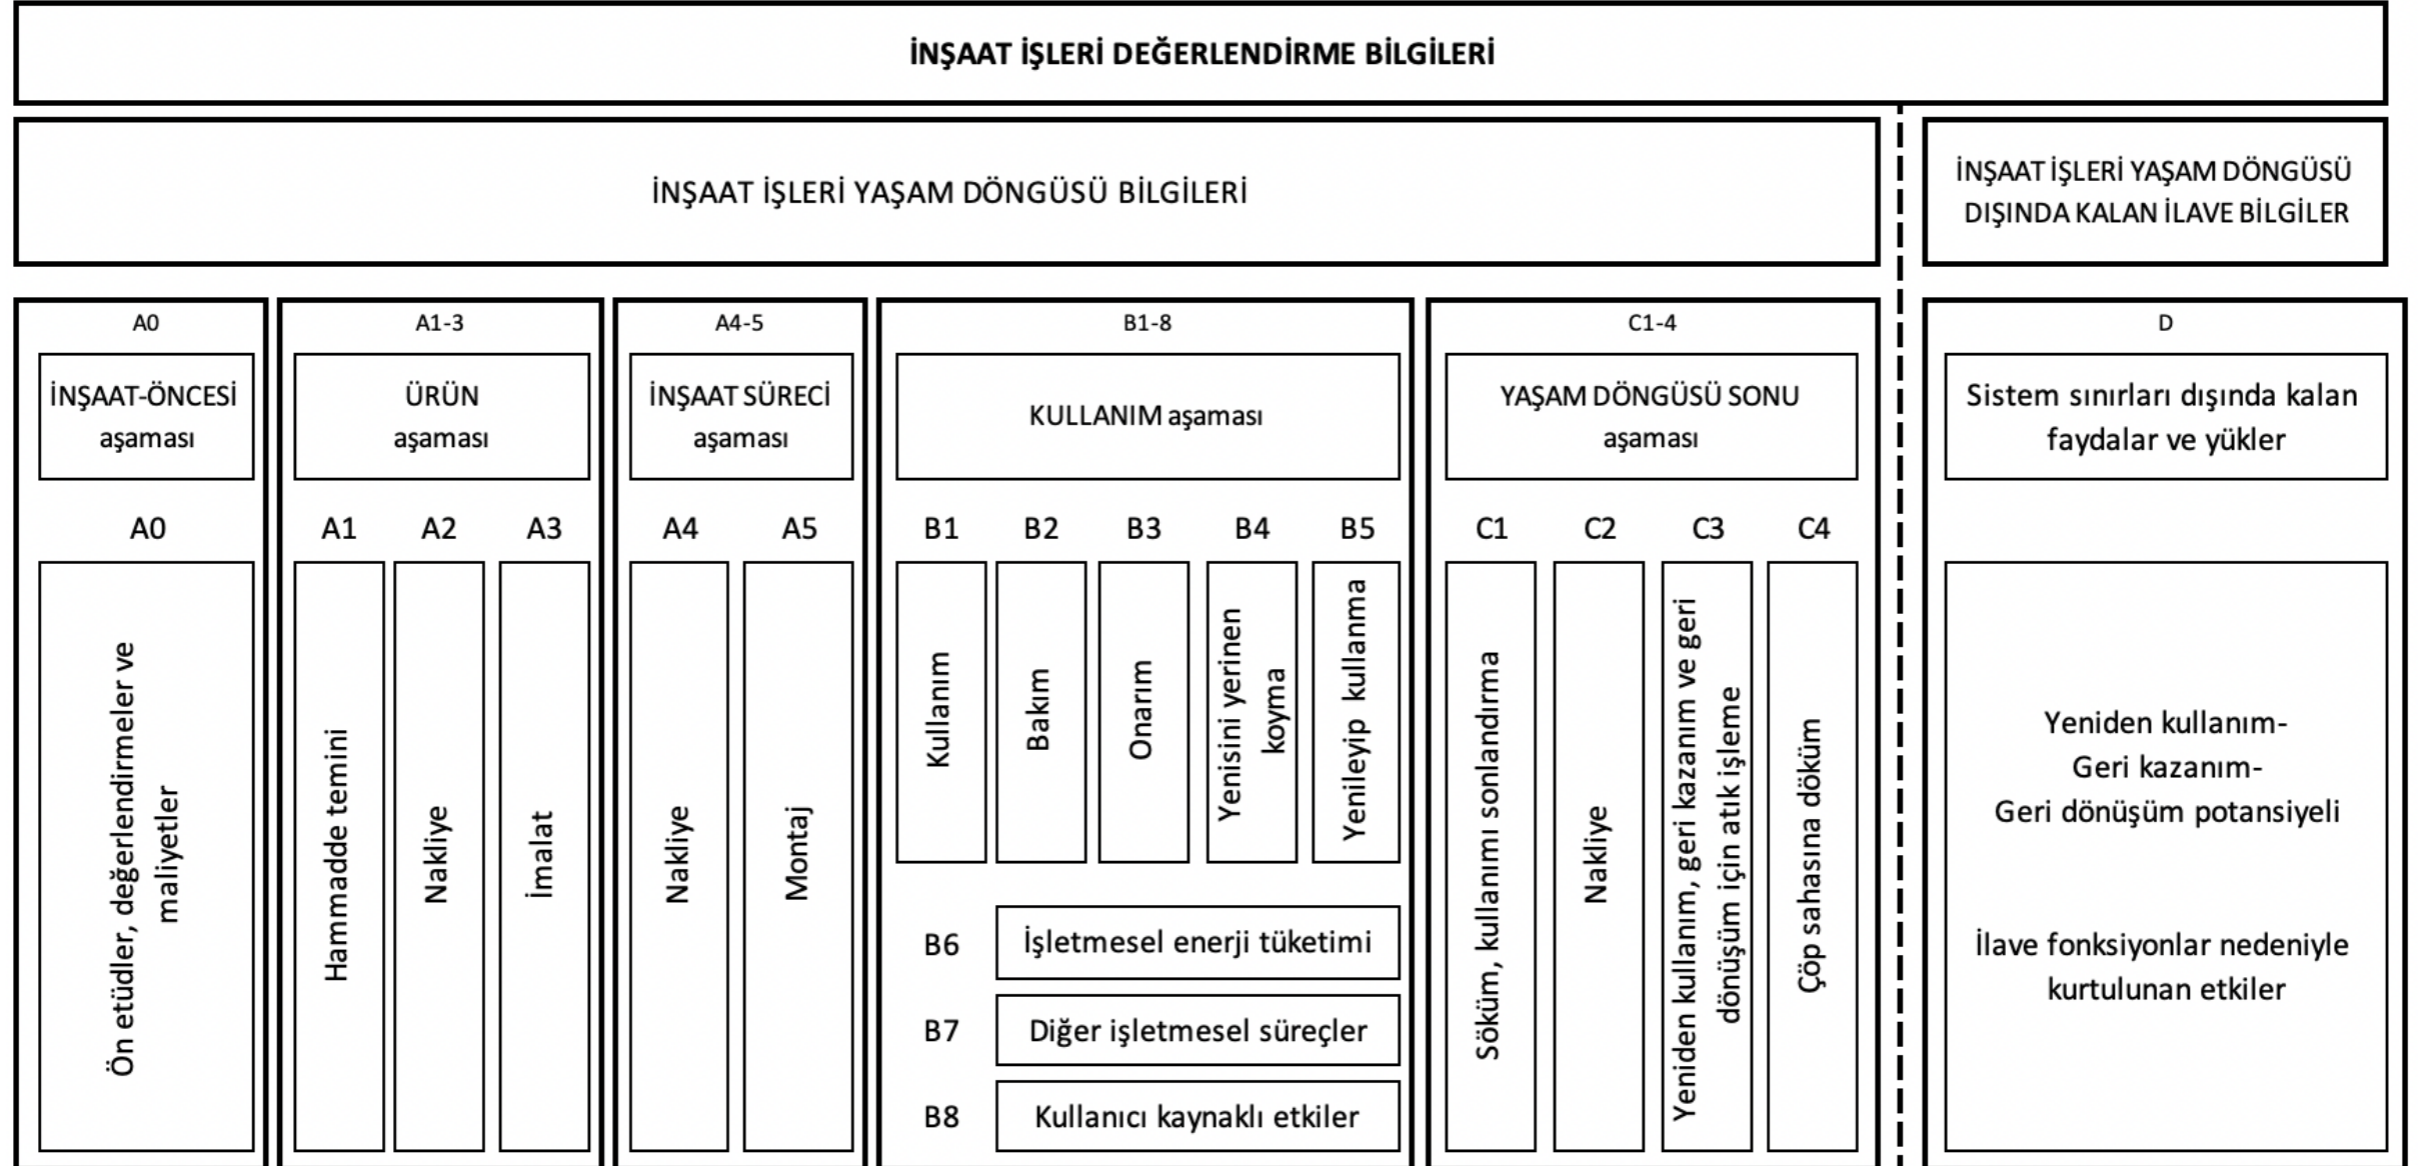 İNŞAAT İŞLERİ DEĞERLENDİRME BİLGİLERİ
İNŞAAT İŞLERİ YAŞAM DÖNGÜSÜ BİLGİLERİ
İNŞAAT İŞLERİ YAŞAM DÖNGÜSÜ
DIŞINDA KALAN İLAVE BİLGİLER
A0
İNŞAAT-ÖNCESİ
aşaması
A0
Ön etüdler, değerlendirmeler ve
maliyetler
A1-3
ÜRÜN
aşaması
A1
Hammadde temini
A2
Nakliye
A3
İmalat
A4-5
İNŞAAT SÜRECİ
aşaması
A4
Nakliye
A5
Montaj
B1-8
KULLANIM aşaması
B1
Kullanım
B2
Bakım
B3
Onarım
B4
Yenisini yerinen
koyma
B5
Yenileyip kullanma
B6
İşletmesel enerji tüketimi
B7
Diğer işletmesel süreçler
B8
Kullanıcı kaynaklı etkiler
C1-4
YAŞAM DÖNGÜSÜ SONU
aşaması
C1
Söküm, kullanımı sonlandırma
C2
Nakliye
C3
Yeniden kullanım, geri kazanım ve geri
dönüşüm için atık işleme
C4
Çöp sahasına döküm
D
Sistem sınırları dışında kalan
faydalar ve yükler
Yeniden kullanım-
Geri kazanım-
Geri dönüşüm potansiyeli
İlave fonksiyonlar nedeniyle
kurtulunan etkiler